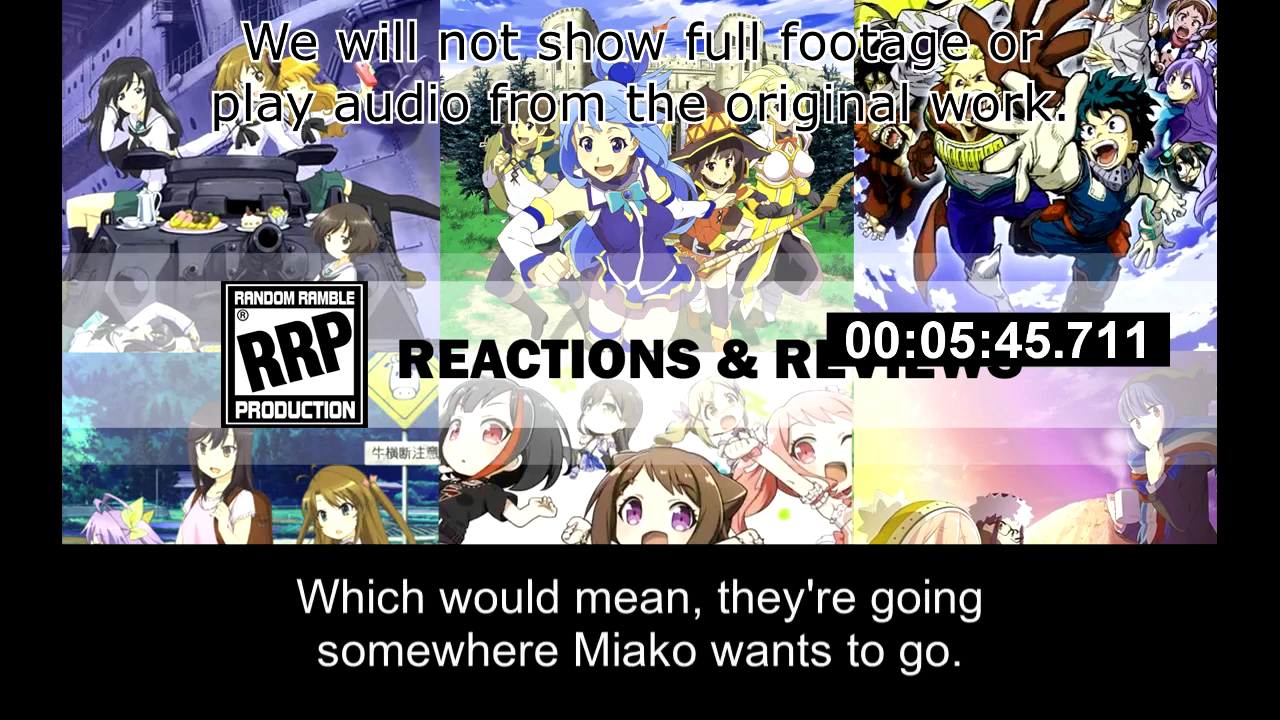 We will not show full footage or
play audio from the original work.
RANDOM RAMBLE
®
RRP
PRODUCTION
REACTIONS & REVIEWS
00:05:45.711
牛横断注意
Which would mean, they're going
somewhere Miako wants to go.